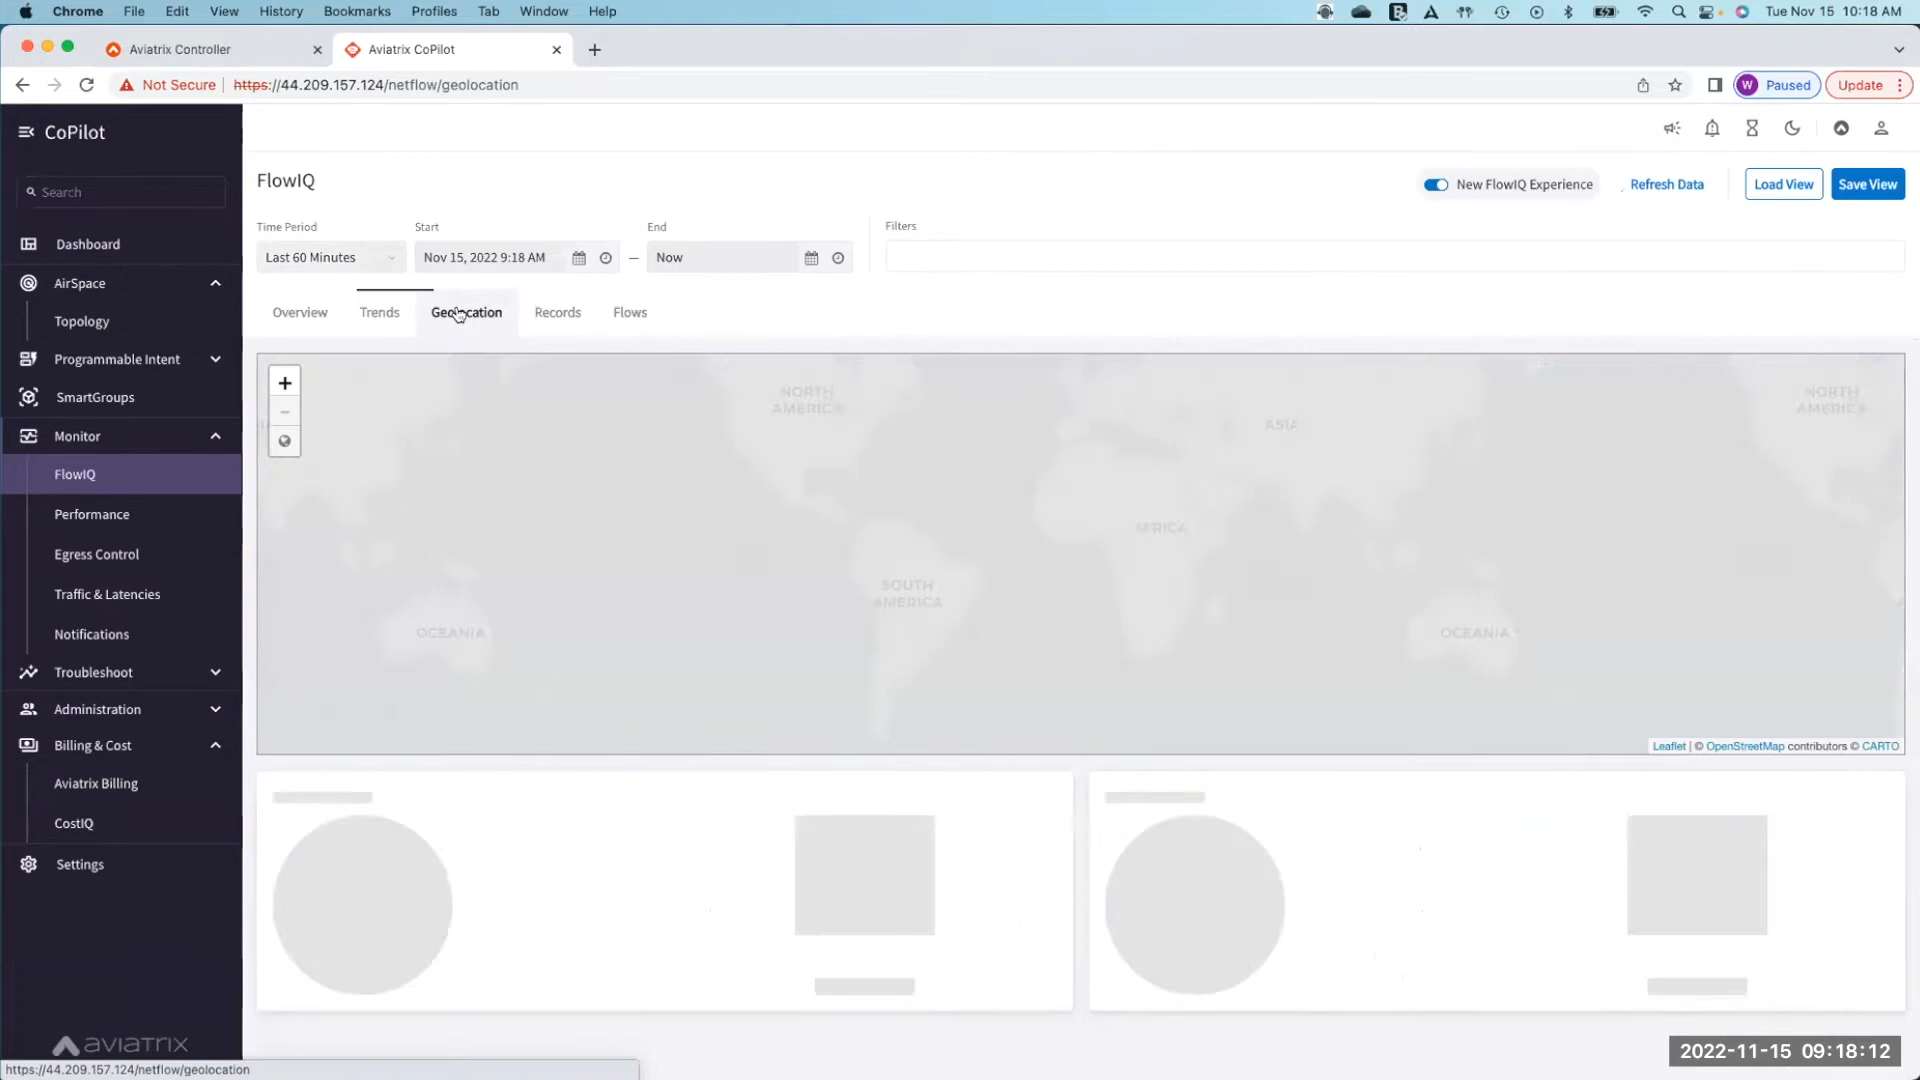 Chrome File Edit View History Bookmarks Profiles Tab Window Help Tue Nov 15 10:18 AM
Aviatrix Controller Aviatrix CoPilot
Not Secure https://44.209.157.124/netflow/geolocation W Paused Update
CoPilot
Search
Dashboard
AirSpace
Topology
Programmable Intent
SmartGroups
Monitor
FlowIQ
Performance
Egress Control
Traffic & Latencies
Notifications
Troubleshoot
Administration
Billing & Cost
Aviatrix Billing
CostIQ
Settings
aviatrix
FlowIQ New FlowIQ Experience Refresh Data Load View Save View
Time Period Start End Filters
Last 60 Minutes Nov 15, 2022 9:18 AM — Now
Overview Trends Geolocation Records Flows
+
−
NORTH AMERICA
ASIA
NORTH AMERICA
AFRICA
SOUTH AMERICA
OCEANIA
OCEANIA
Leaflet | © OpenStreetMap contributors © CARTO
2022-11-15 09:18:12
https://44.209.157.124/netflow/geolocation